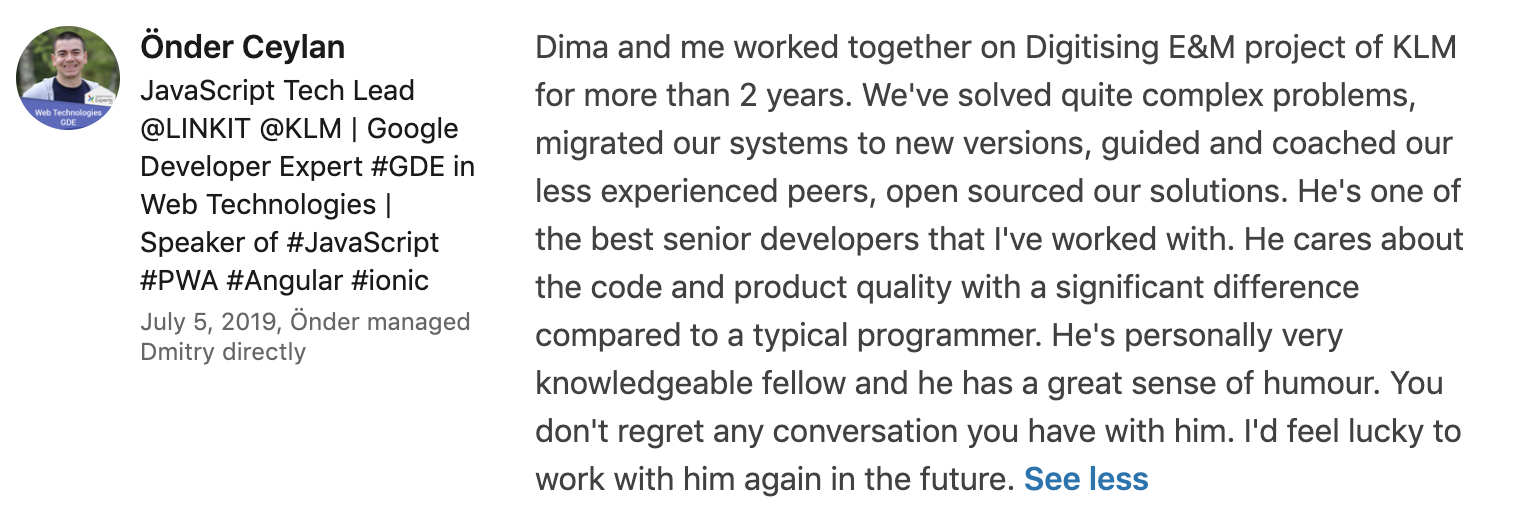 Önder Ceylan
JavaScript Tech Lead
@LINKIT @KLM | Google
Developer Expert #GDE in
Web Technologies |
Speaker of #JavaScript
#PWA #Angular #ionic
July 5, 2019, Önder managed
Dmitry directly
Web Technologies
GDE
Experts
Dima and me worked together on Digitising E&M project of KLM
for more than 2 years. We've solved quite complex problems,
migrated our systems to new versions, guided and coached our
less experienced peers, open sourced our solutions. He's one of
the best senior developers that I've worked with. He cares about
the code and product quality with a significant difference
compared to a typical programmer. He's personally very
knowledgeable fellow and he has a great sense of humour. You
don't regret any conversation you have with him. I'd feel lucky to
work with him again in the future. See less